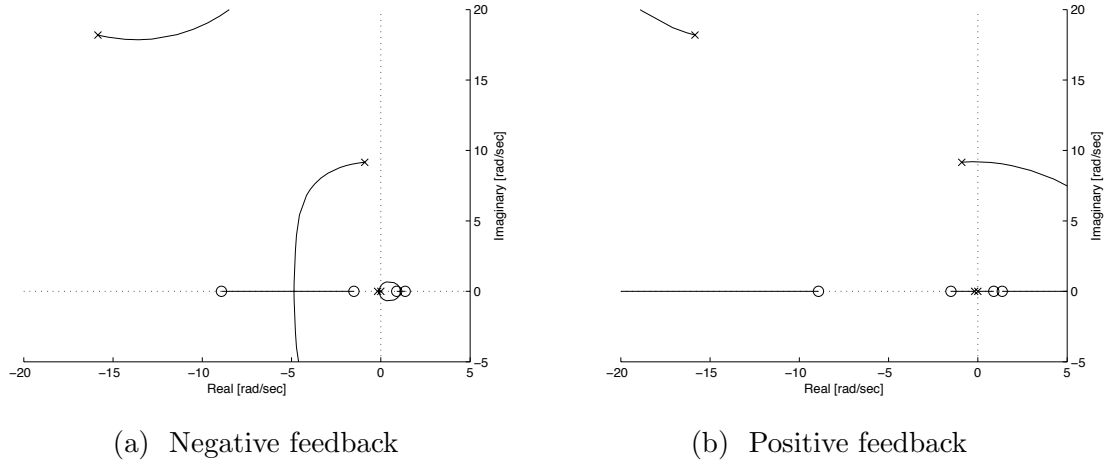 20
15
10
5
0
−5
Imaginary [rad/sec]
−20 −15 −10 −5 0 5
Real [rad/sec]
(a) Negative feedback
20
15
10
5
0
−5
Imaginary [rad/sec]
−20 −15 −10 −5 0 5
Real [rad/sec]
(b) Positive feedback